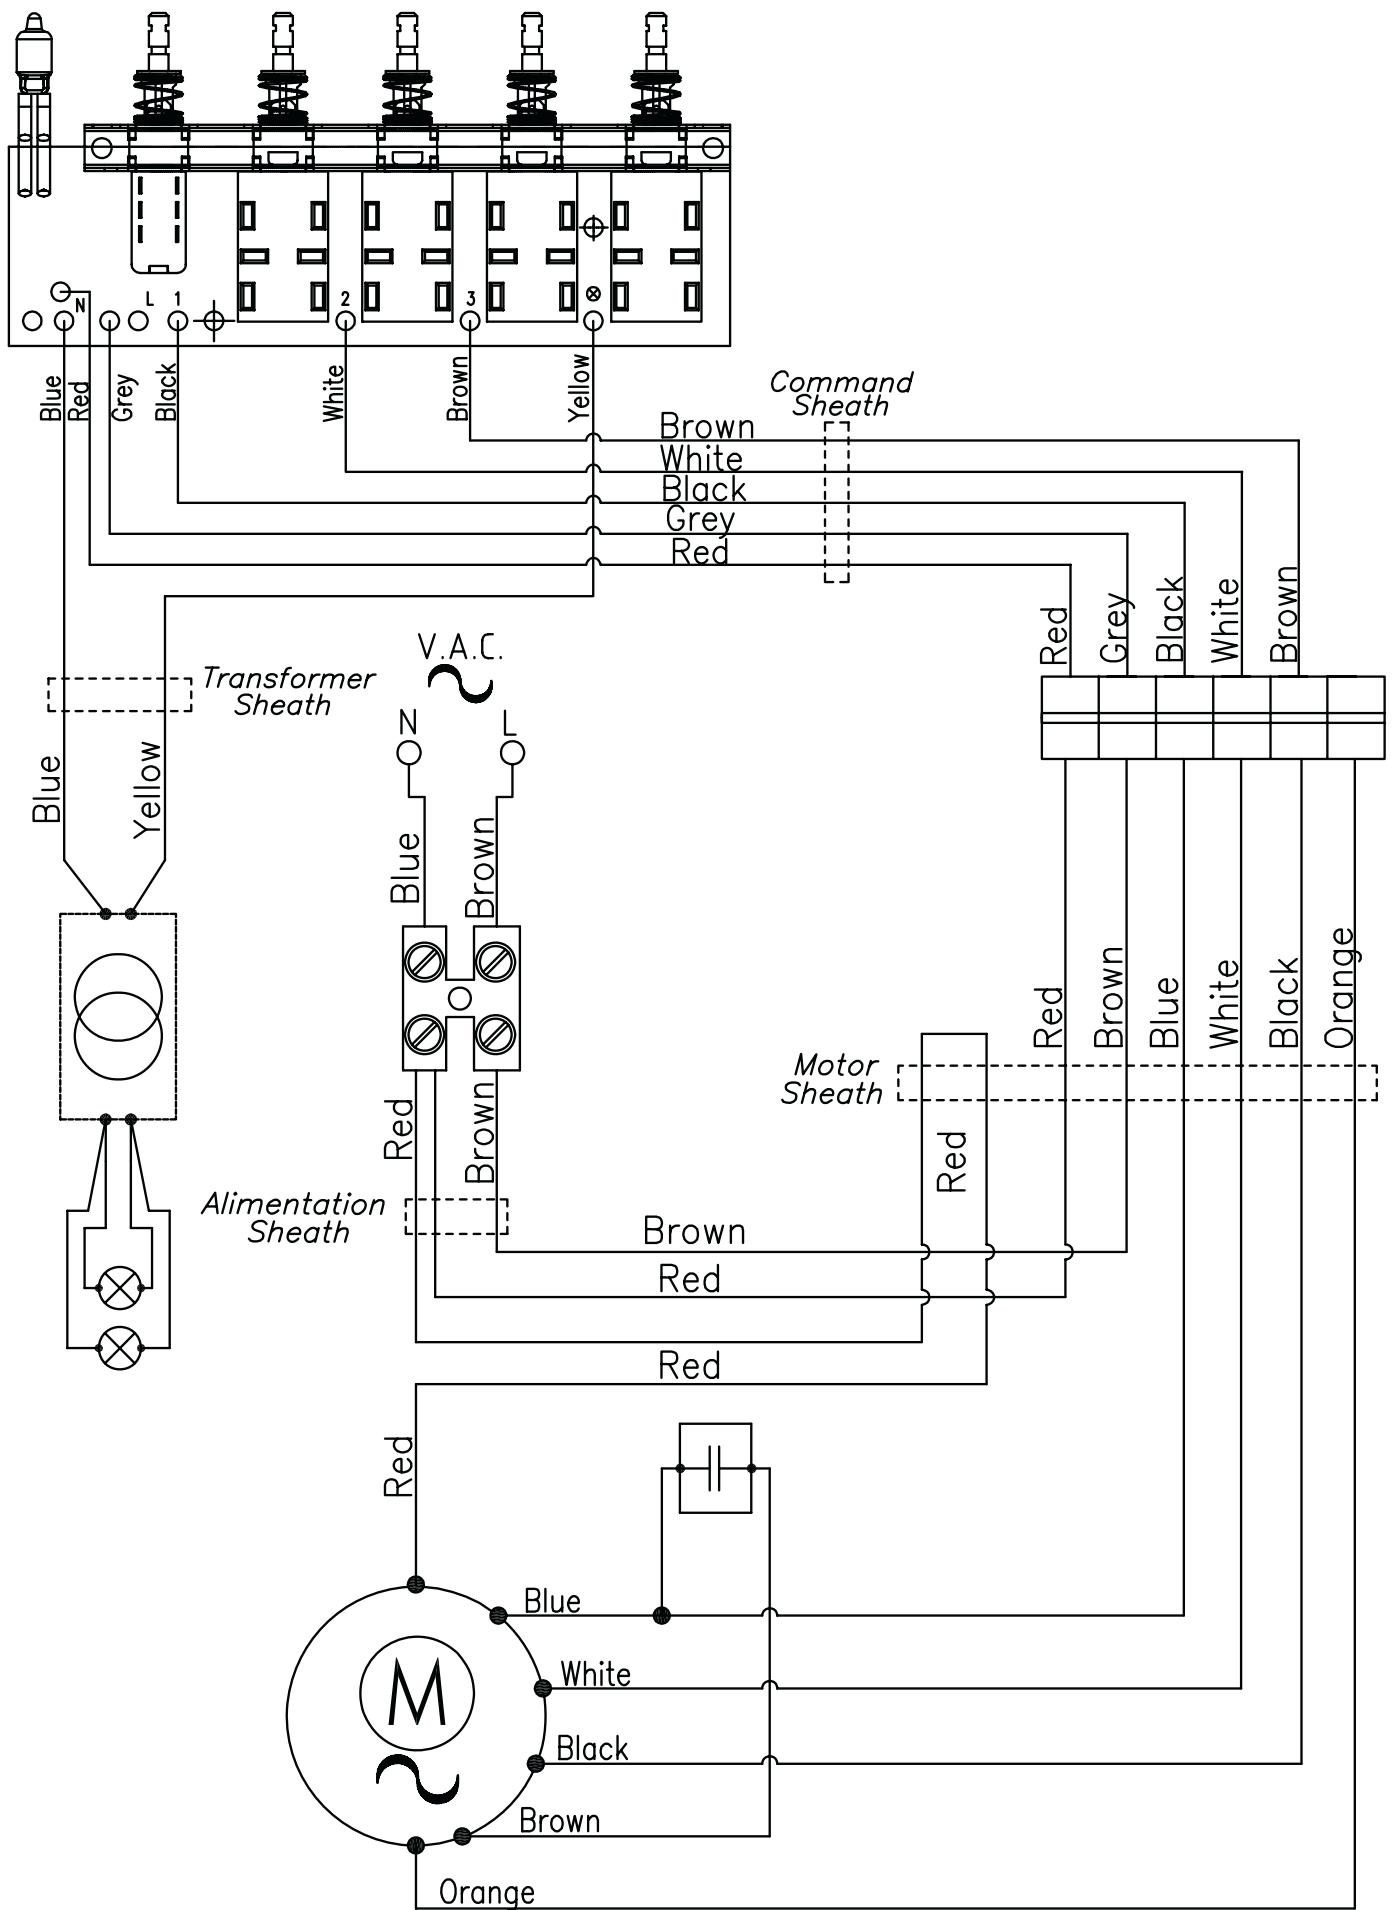 N
L
1
2
3
Blue
Red
Grey
Black
White
Brown
Yellow
Command
Sheath
Brown
White
Black
Grey
Red
Red
Grey
Black
White
Brown
V.A.C.
N
L
Transformer
Sheath
Blue
Yellow
Blue
Brown
Red
Brown
Blue
White
Black
Orange
Motor
Sheath
Red
Brown
Red
Alimentation
Sheath
Brown
Red
Red
Red
M
Blue
White
Black
Brown
Orange